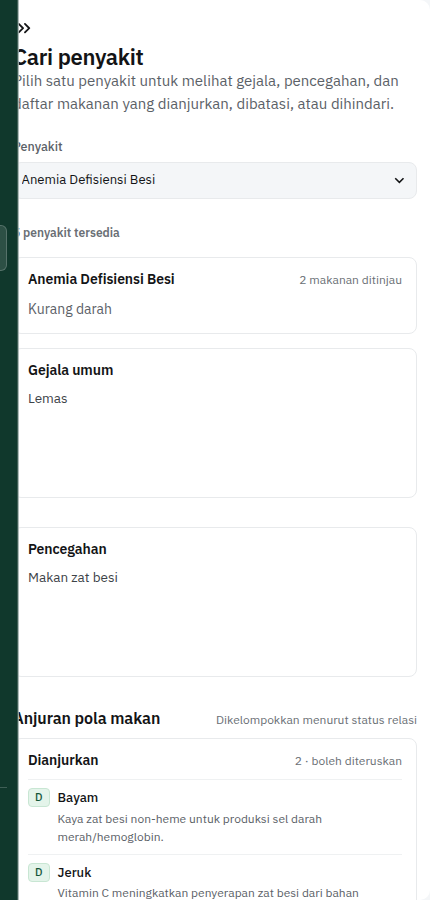 Cari penyakit
Pilih satu penyakit untuk melihat gejala, pencegahan, dan
daftar makanan yang dianjurkan, dibatasi, atau dihindari.
Penyakit
Anemia Defisiensi Besi
penyakit tersedia
Anemia Defisiensi Besi
2 makanan ditinjau
Kurang darah
Gejala umum
Lemas
Pencegahan
Makan zat besi
Anjuran pola makan
Dikelompokkan menurut status relasi
Dianjurkan
2 · boleh diteruskan
D Bayam
Kaya zat besi non-heme untuk produksi sel darah
merah/hemoglobin.
D Jeruk
Vitamin C meningkatkan penyerapan zat besi dari bahan